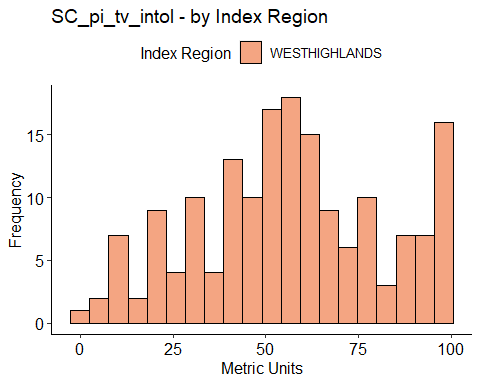 SC_pi_tv_intol - by Index Region
Index Region WESTHIGHLANDS
Frequency
15
10
5
0
0 25 50 75 100
Metric Units